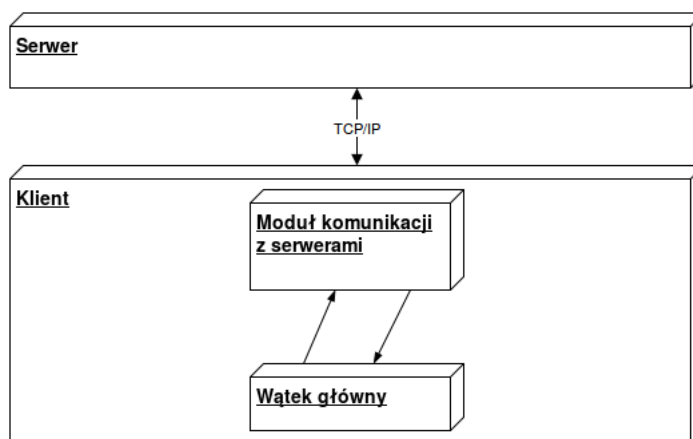 Serwer
TCP/IP
Klient
Moduł komunikacji
z serwerami
Wątek główny